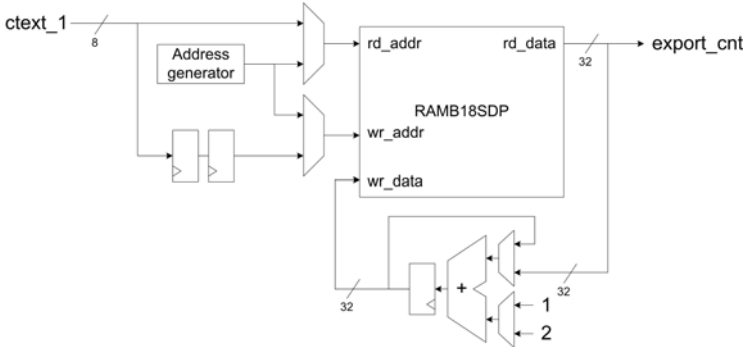 ctext_1
8
Address
generator
rd_addr
rd_data
32
export_cnt
RAMB18SDP
wr_addr
wr_data
32
+
32
1
2